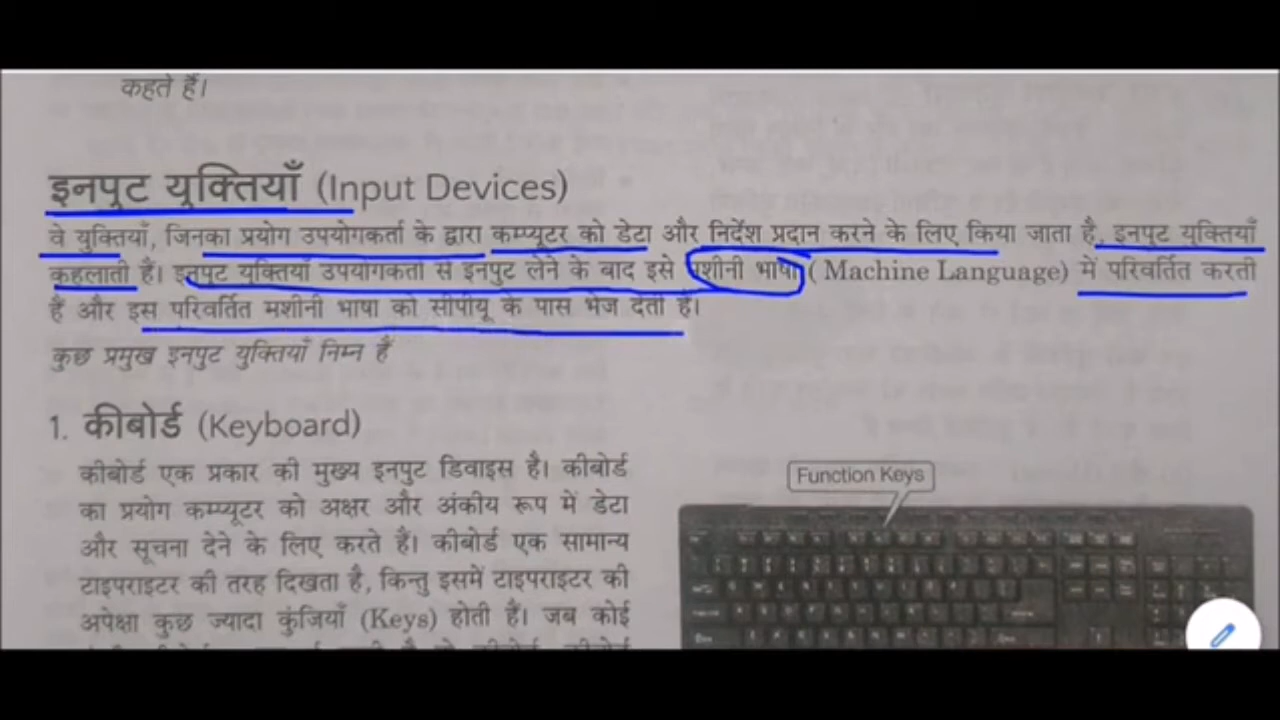 कहते हैं।
इनपुट युक्तियाँ (Input Devices)
वे युक्तियाँ, जिनका प्रयोग उपयोगकर्ता के द्वारा कम्प्यूटर को डेटा और निर्देश प्रदान करने के लिए किया जाता है, इनपुट युक्तियाँ
कहलाती हैं। इनपुट युक्तियाँ उपयोगकर्ता से इनपुट लेने के बाद इसे मशीनी भाषा ( Machine Language) में परिवर्तित करती
हैं और इस परिवर्तित मशीनी भाषा को सीपीयू के पास भेज देती हैं।
कुछ प्रमुख इनपुट युक्तियाँ निम्न हैं
1. कीबोर्ड (Keyboard)
कीबोर्ड एक प्रकार की मुख्य इनपुट डिवाइस है। कीबोर्ड
का प्रयोग कम्प्यूटर को अक्षर और अंकीय रूप में डेटा
और सूचना देने के लिए करते हैं। कीबोर्ड एक सामान्य
टाइपराइटर की तरह दिखता है, किन्तु इसमें टाइपराइटर की
अपेक्षा कुछ ज्यादा कुंजियाँ (Keys) होती हैं। जब कोई
Function Keys